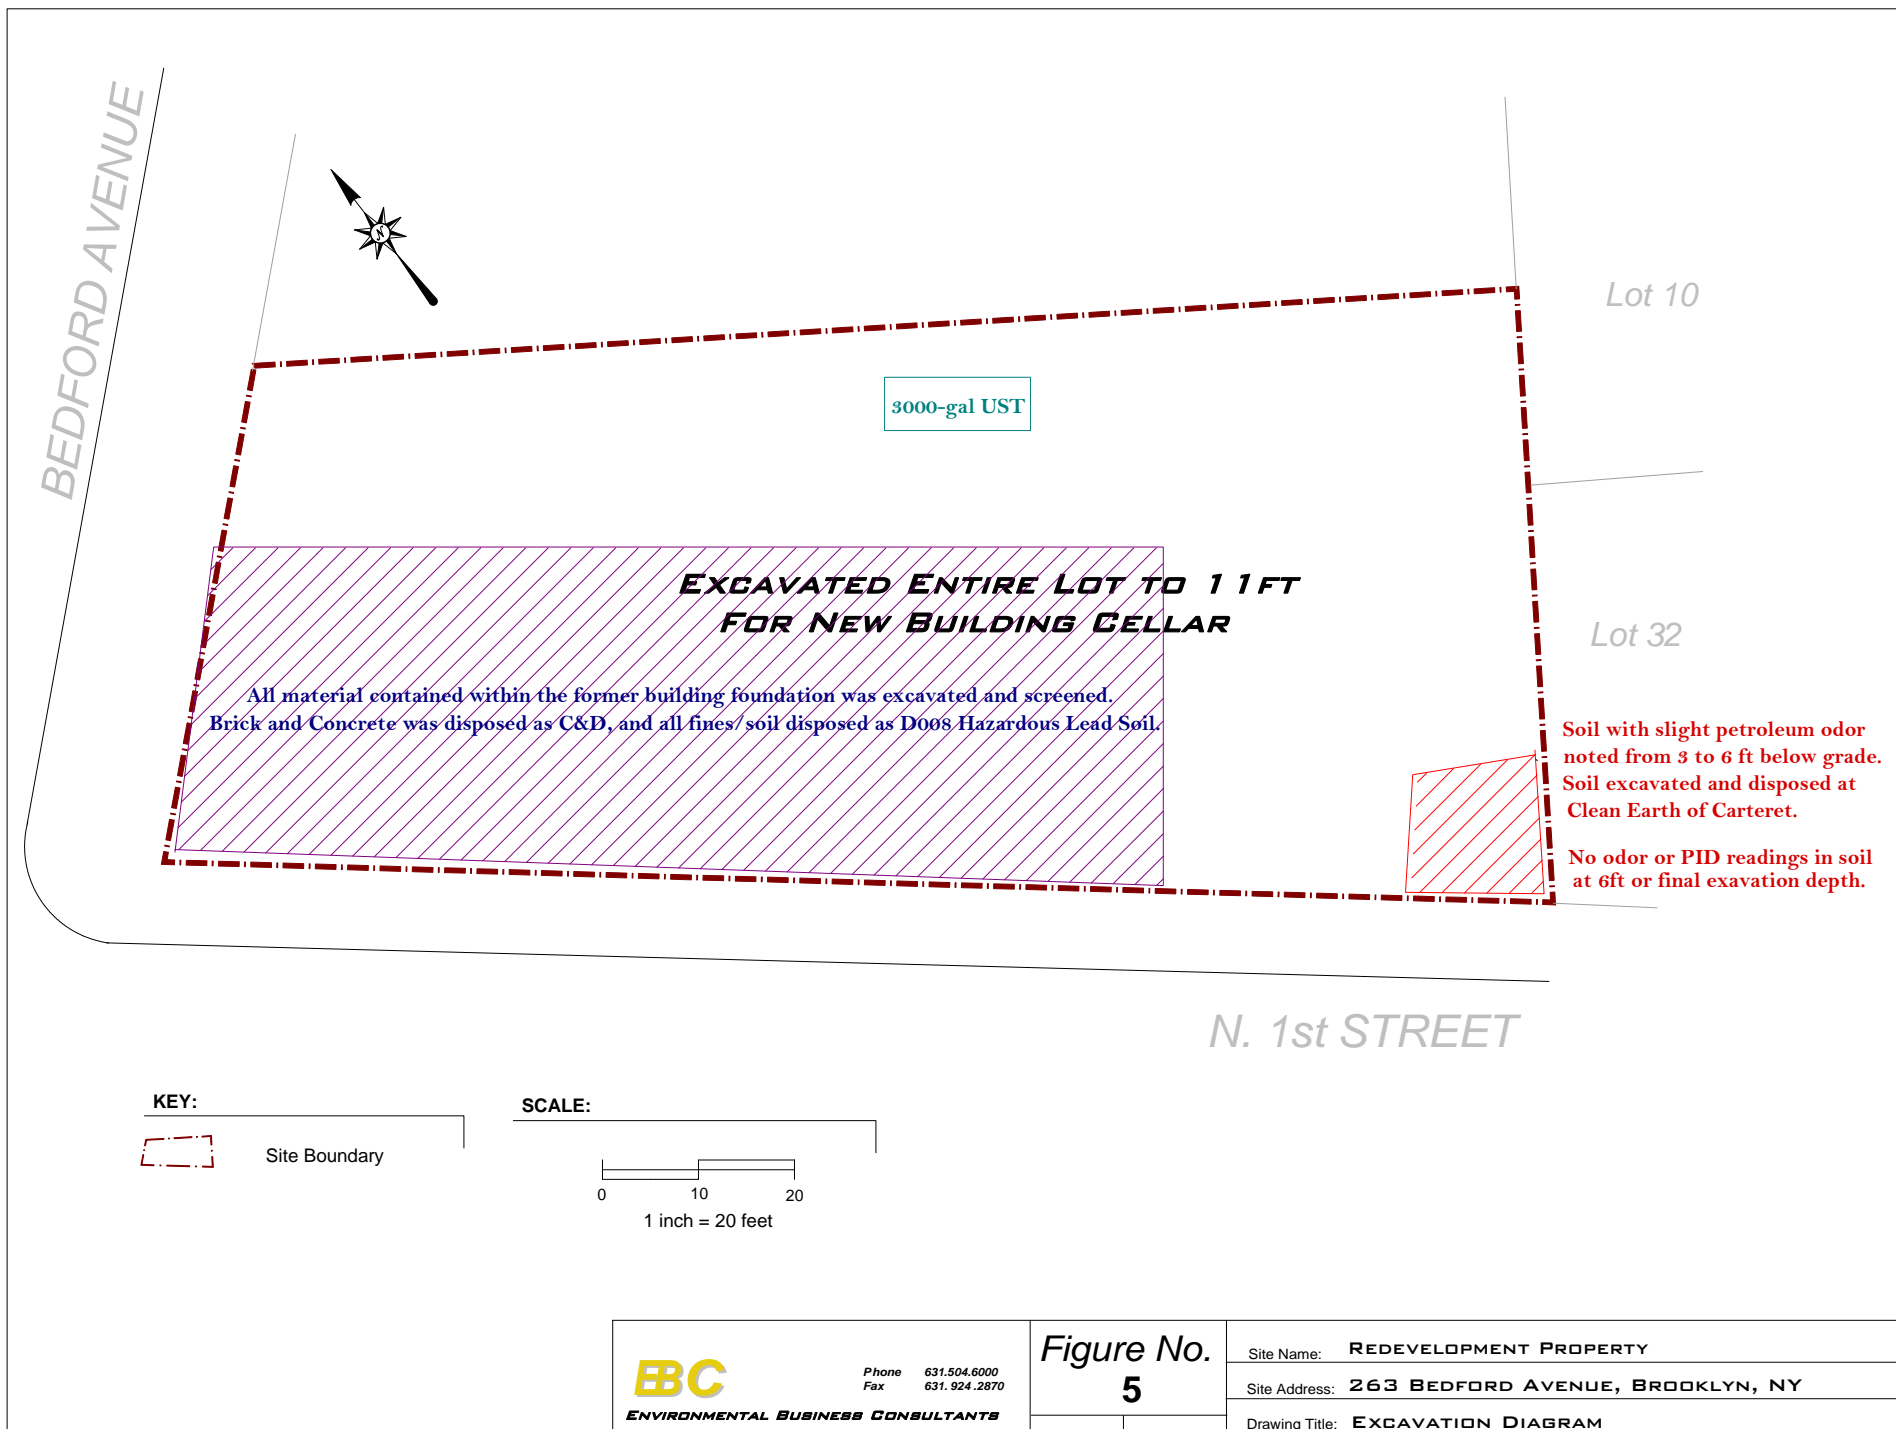 BEDFORD AVENUE
N
Lot 10
3000-gal UST
EXCAVATED ENTIRE LOT TO 11FT
FOR NEW BUILDING CELLAR
Lot 32
All material contained within the former building foundation was excavated and screened.
Brick and Concrete was disposed as C&D, and all fines/soil disposed as D008 Hazardous Lead Soil.
Soil with slight petroleum odor
noted from 3 to 6 ft below grade.
Soil excavated and disposed at
Clean Earth of Carteret.
No odor or PID readings in soil
at 6ft or final exavation depth.
N. 1st STREET
KEY:
Site Boundary
SCALE:
0 10 20
1 inch = 20 feet
EBC
Phone 631.504.6000
Fax 631.924.2870
ENVIRONMENTAL BUSINESS CONSULTANTS
Figure No.
5
Site Name: REDEVELOPMENT PROPERTY
Site Address: 263 BEDFORD AVENUE, BROOKLYN, NY
Drawing Title: EXCAVATION DIAGRAM